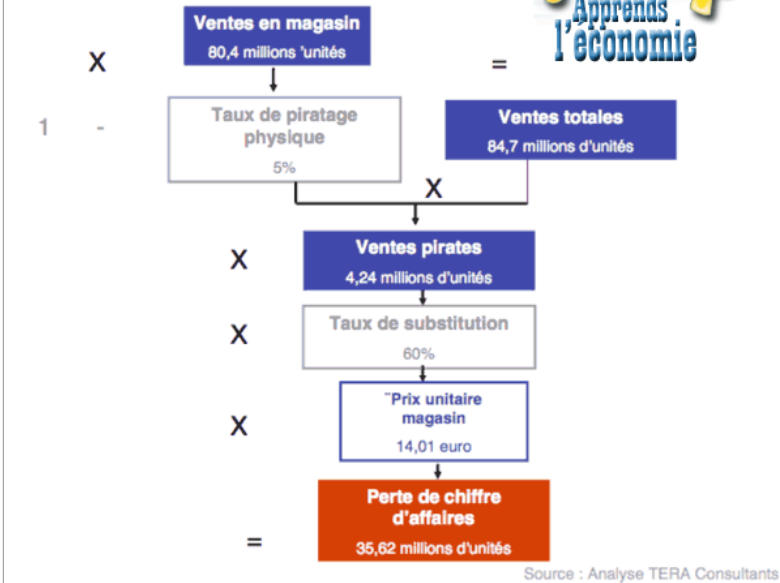 Apprends
l'économie
Ventes en magasin
80,4 millions 'unités
X
=
1 -
Taux de piratage
physique
5%
Ventes totales
84,7 millions d'unités
X
Ventes pirates
4,24 millions d'unités
X
Taux de substitution
60%
X
¨Prix unitaire
magasin
14,01 euro
X
Perte de chiffre
d'affaires
35,62 millions d'unités
=
Source : Analyse TERA Consultants